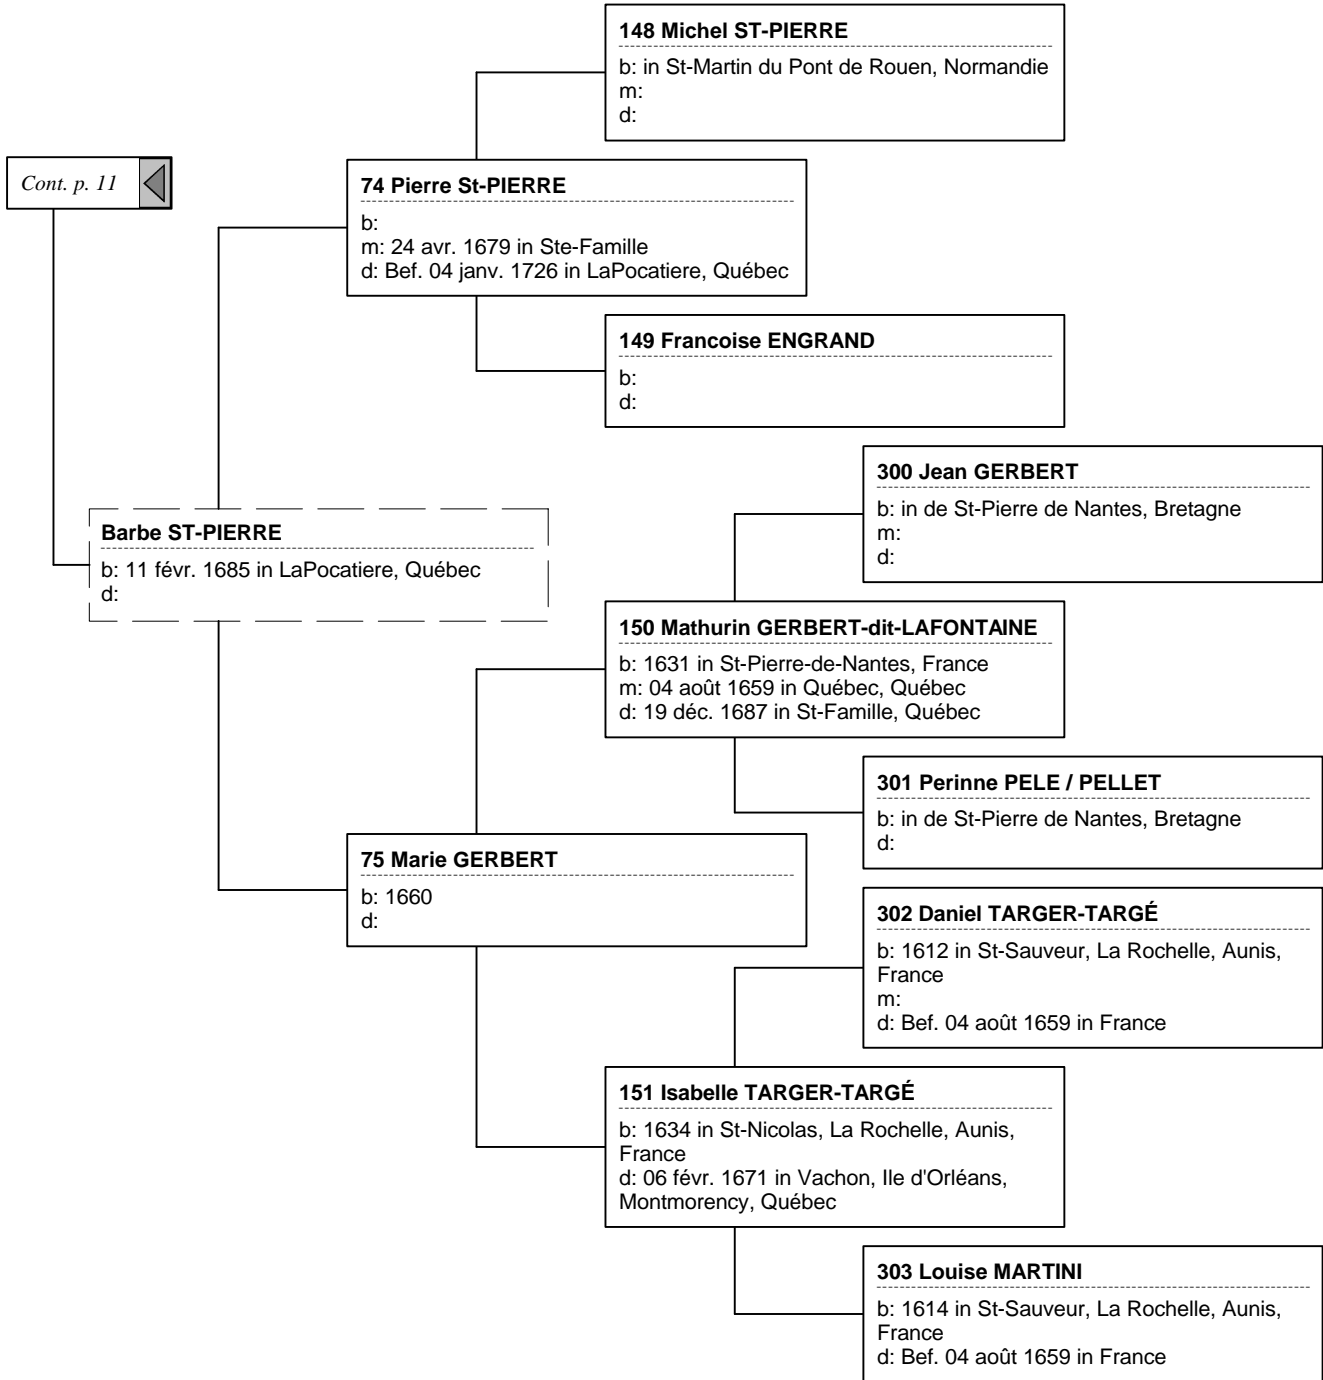 148 Michel ST-PIERRE
b: in St-Martin du Pont de Rouen, Normandie
m:
d:
Cont. p. 11
74 Pierre St-PIERRE
b:
m: 24 avr. 1679 in Ste-Famille
d: Bef. 04 janv. 1726 in LaPocatiere, Québec
149 Francoise ENGRAND
b:
d:
300 Jean GERBERT
b: in de St-Pierre de Nantes, Bretagne
m:
d:
Barbe ST-PIERRE
b: 11 févr. 1685 in LaPocatiere, Québec
d:
150 Mathurin GERBERT-dit-LAFONTAINE
b: 1631 in St-Pierre-de-Nantes, France
m: 04 août 1659 in Québec, Québec
d: 19 déc. 1687 in St-Famille, Québec
301 Perinne PELE / PELLET
b: in de St-Pierre de Nantes, Bretagne
d:
75 Marie GERBERT
b: 1660
d:
302 Daniel TARGER-TARGÉ
b: 1612 in St-Sauveur, La Rochelle, Aunis,
France
m:
d: Bef. 04 août 1659 in France
151 Isabelle TARGER-TARGÉ
b: 1634 in St-Nicolas, La Rochelle, Aunis,
France
d: 06 févr. 1671 in Vachon, Ile d'Orléans,
Montmorency, Québec
303 Louise MARTINI
b: 1614 in St-Sauveur, La Rochelle, Aunis,
France
d: Bef. 04 août 1659 in France